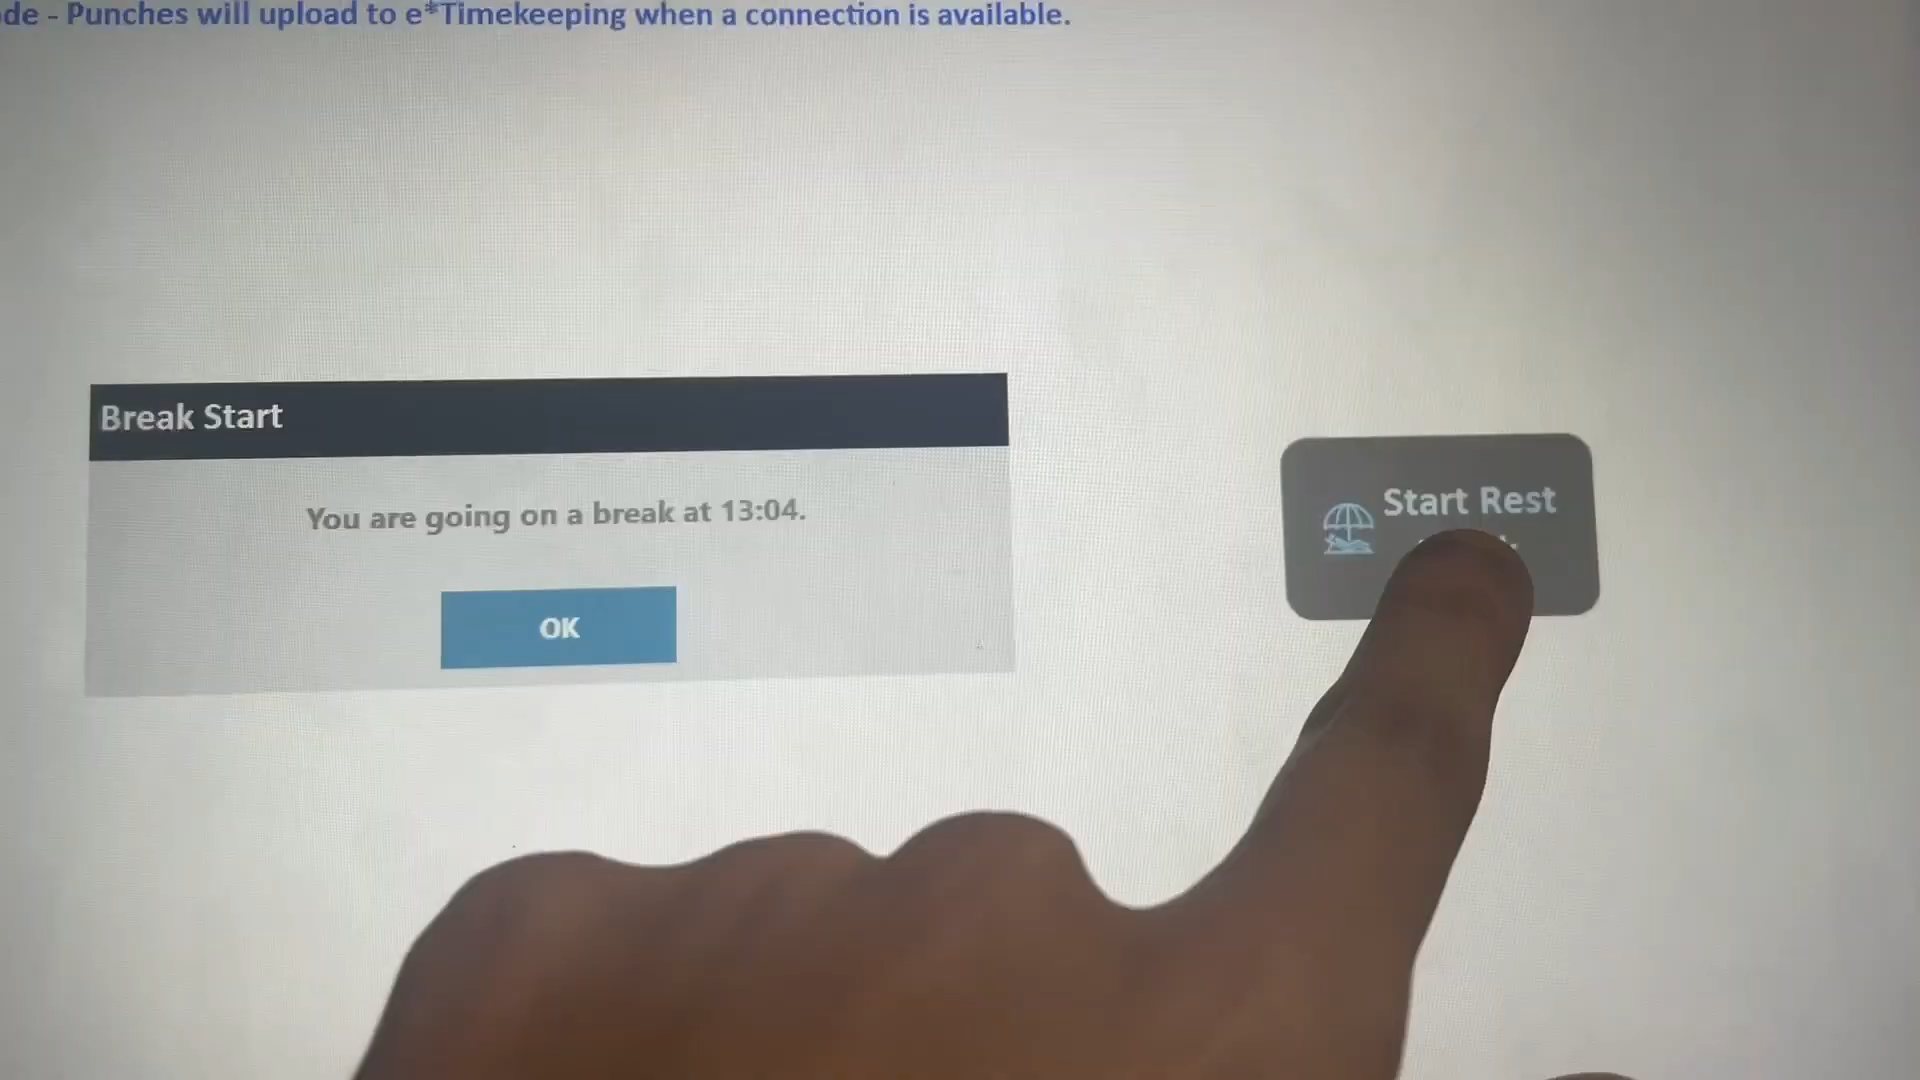 de - Punches will upload to e*Timekeeping when a connection is available.
Break Start
You are going on a break at 13:04.
OK
Start Rest